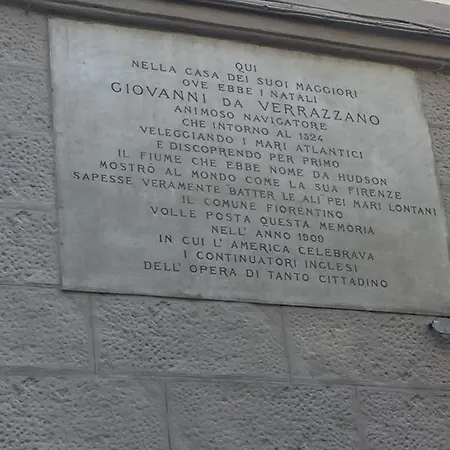 QUI
NELLA CASA DEI SUOI MAGGIORI
OVE EBBE I NATALI
GIOVANNI DA VERRAZZANO
ANIMOSO NAVIGATORE
CHE INTORNO AL 1524
VELEGGIANDO I MARI ATLANTICI
E DISCOPRENDO PER PRIMO
IL FIUME CHE EBBE NOME DA HUDSON
MOSTRÒ AL MONDO COME LA SUA FIRENZE
SAPESSE VERAMENTE BATTER LE ALI PEI MARI LONTANI
IL COMUNE FIORENTINO
VOLLE POSTA QUESTA MEMORIA
NELL' ANNO 1909
IN CUI L' AMERICA CELEBRAVA
I CONTINUATORI INGLESI
DELL' OPERA DI TANTO CITTADINO